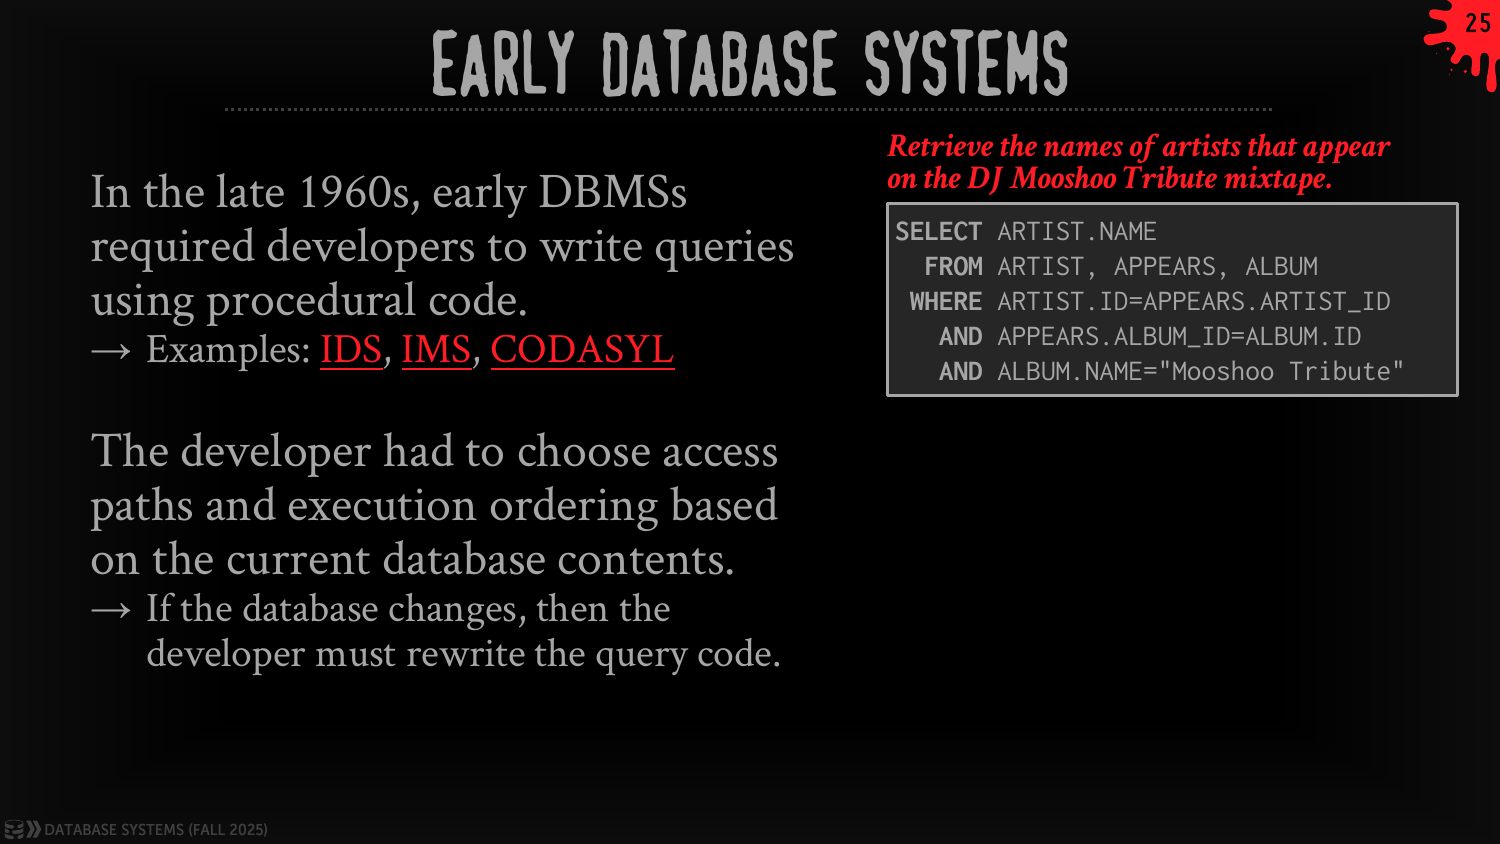 25
EARLY DATABASE SYSTEMS
In the late 1960s, early DBMSs
required developers to write queries
using procedural code.
→ Examples: IDS, IMS, CODASYL
The developer had to choose access
paths and execution ordering based
on the current database contents.
→ If the database changes, then the
developer must rewrite the query code.
Retrieve the names of artists that appear
on the DJ Mooshoo Tribute mixtape.
SELECT ARTIST.NAME
FROM ARTIST, APPEARS, ALBUM
WHERE ARTIST.ID=APPEARS.ARTIST_ID
AND APPEARS.ALBUM_ID=ALBUM.ID
AND ALBUM.NAME="Mooshoo Tribute"
DATABASE SYSTEMS (FALL 2025)